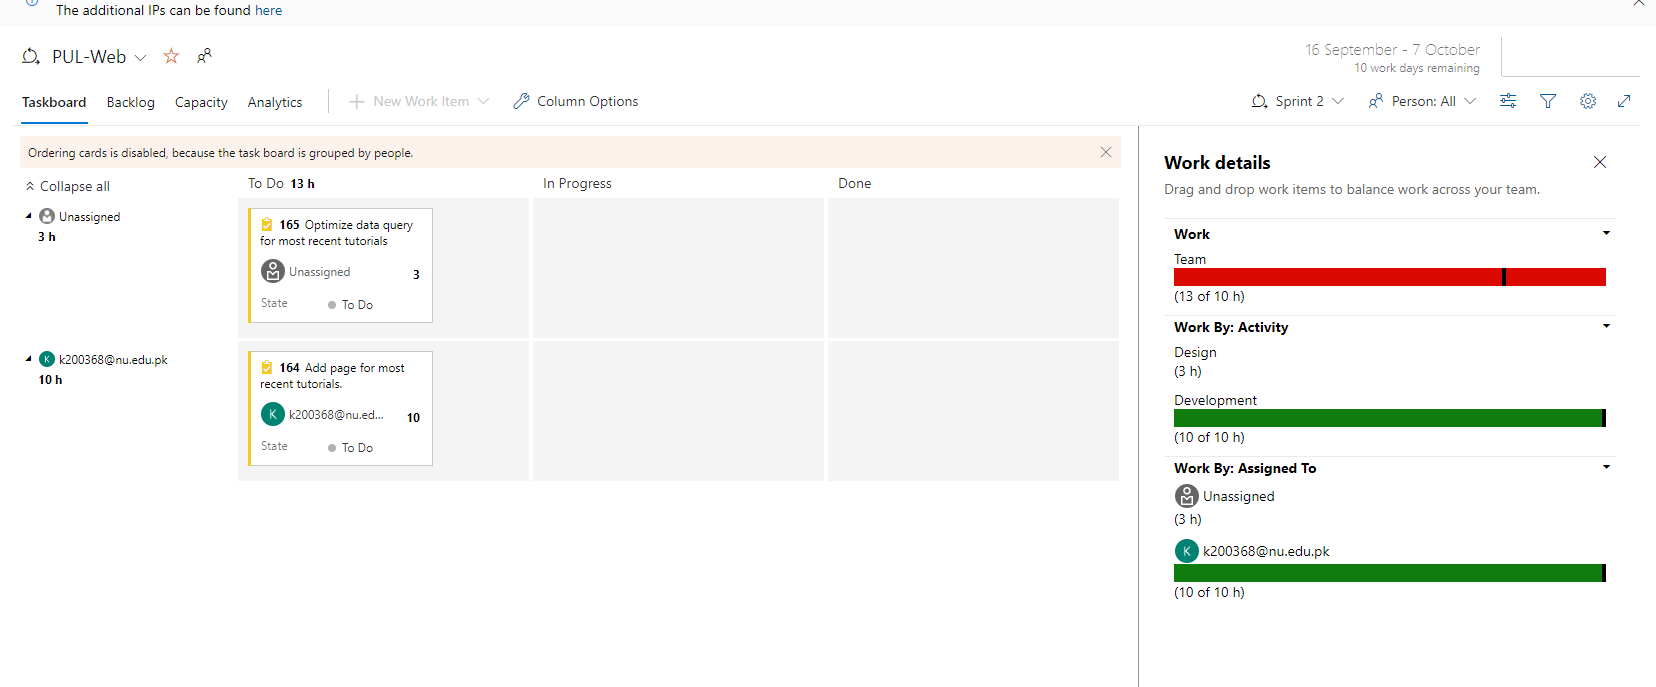 The additional IPs can be found here
PUL-Web
16 September - 7 October
10 work days remaining
Taskboard Backlog Capacity Analytics New Work Item Column Options Sprint 2 Person: All
Ordering cards is disabled, because the task board is grouped by people.
Collapse all
To Do 13 h
In Progress
Done
Unassigned
3 h
165 Optimize data query
for most recent tutorials
Unassigned
3
State
To Do
K k200368@nu.edu.pk
10 h
164 Add page for most
recent tutorials.
K k200368@nu.ed...
10
State
To Do
Work details
Drag and drop work items to balance work across your team.
Work
Team
(13 of 10 h)
Work By: Activity
Design
(3 h)
Development
(10 of 10 h)
Work By: Assigned To
Unassigned
(3 h)
K k200368@nu.edu.pk
(10 of 10 h)